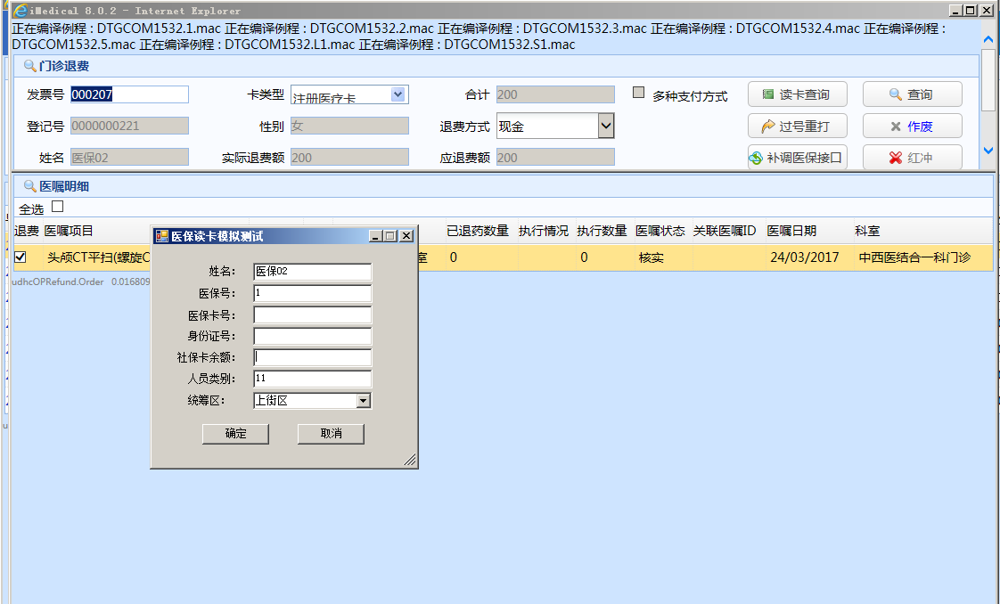 iMedical 8.0.2 - Internet Explorer
正在编译例程 : DTGCOM1532.1.mac 正在编译例程 : DTGCOM1532.2.mac 正在编译例程 : DTGCOM1532.3.mac 正在编译例程 : DTGCOM1532.4.mac 正在编译例程 :
DTGCOM1532.5.mac 正在编译例程 : DTGCOM1532.L1.mac 正在编译例程 : DTGCOM1532.S1.mac
门诊退费
发票号 000207 卡类型 注册医疗卡 合计 200 多种支付方式 读卡查询 查询
登记号 0000000221 性别 女 退费方式 现金 过号重打 作废
姓名 医保02 实际退费额 200 应退费额 200 补调医保接口 红冲
医嘱明细
全选
退费 医嘱项目 已退药数量 执行情况 执行数量 医嘱状态 关联医嘱ID 医嘱日期 科室
头颅CT平扫(螺旋C 室 0 0 核实 24/03/2017 中西医结合一科门诊
udhcOPRefund.Order 0.016809
医保读卡模拟测试
姓名: 医保02
医保号: 1
医保卡号:
身份证号:
社保卡余额:
人员类别: 11
统筹区: 上街区
确定 取消